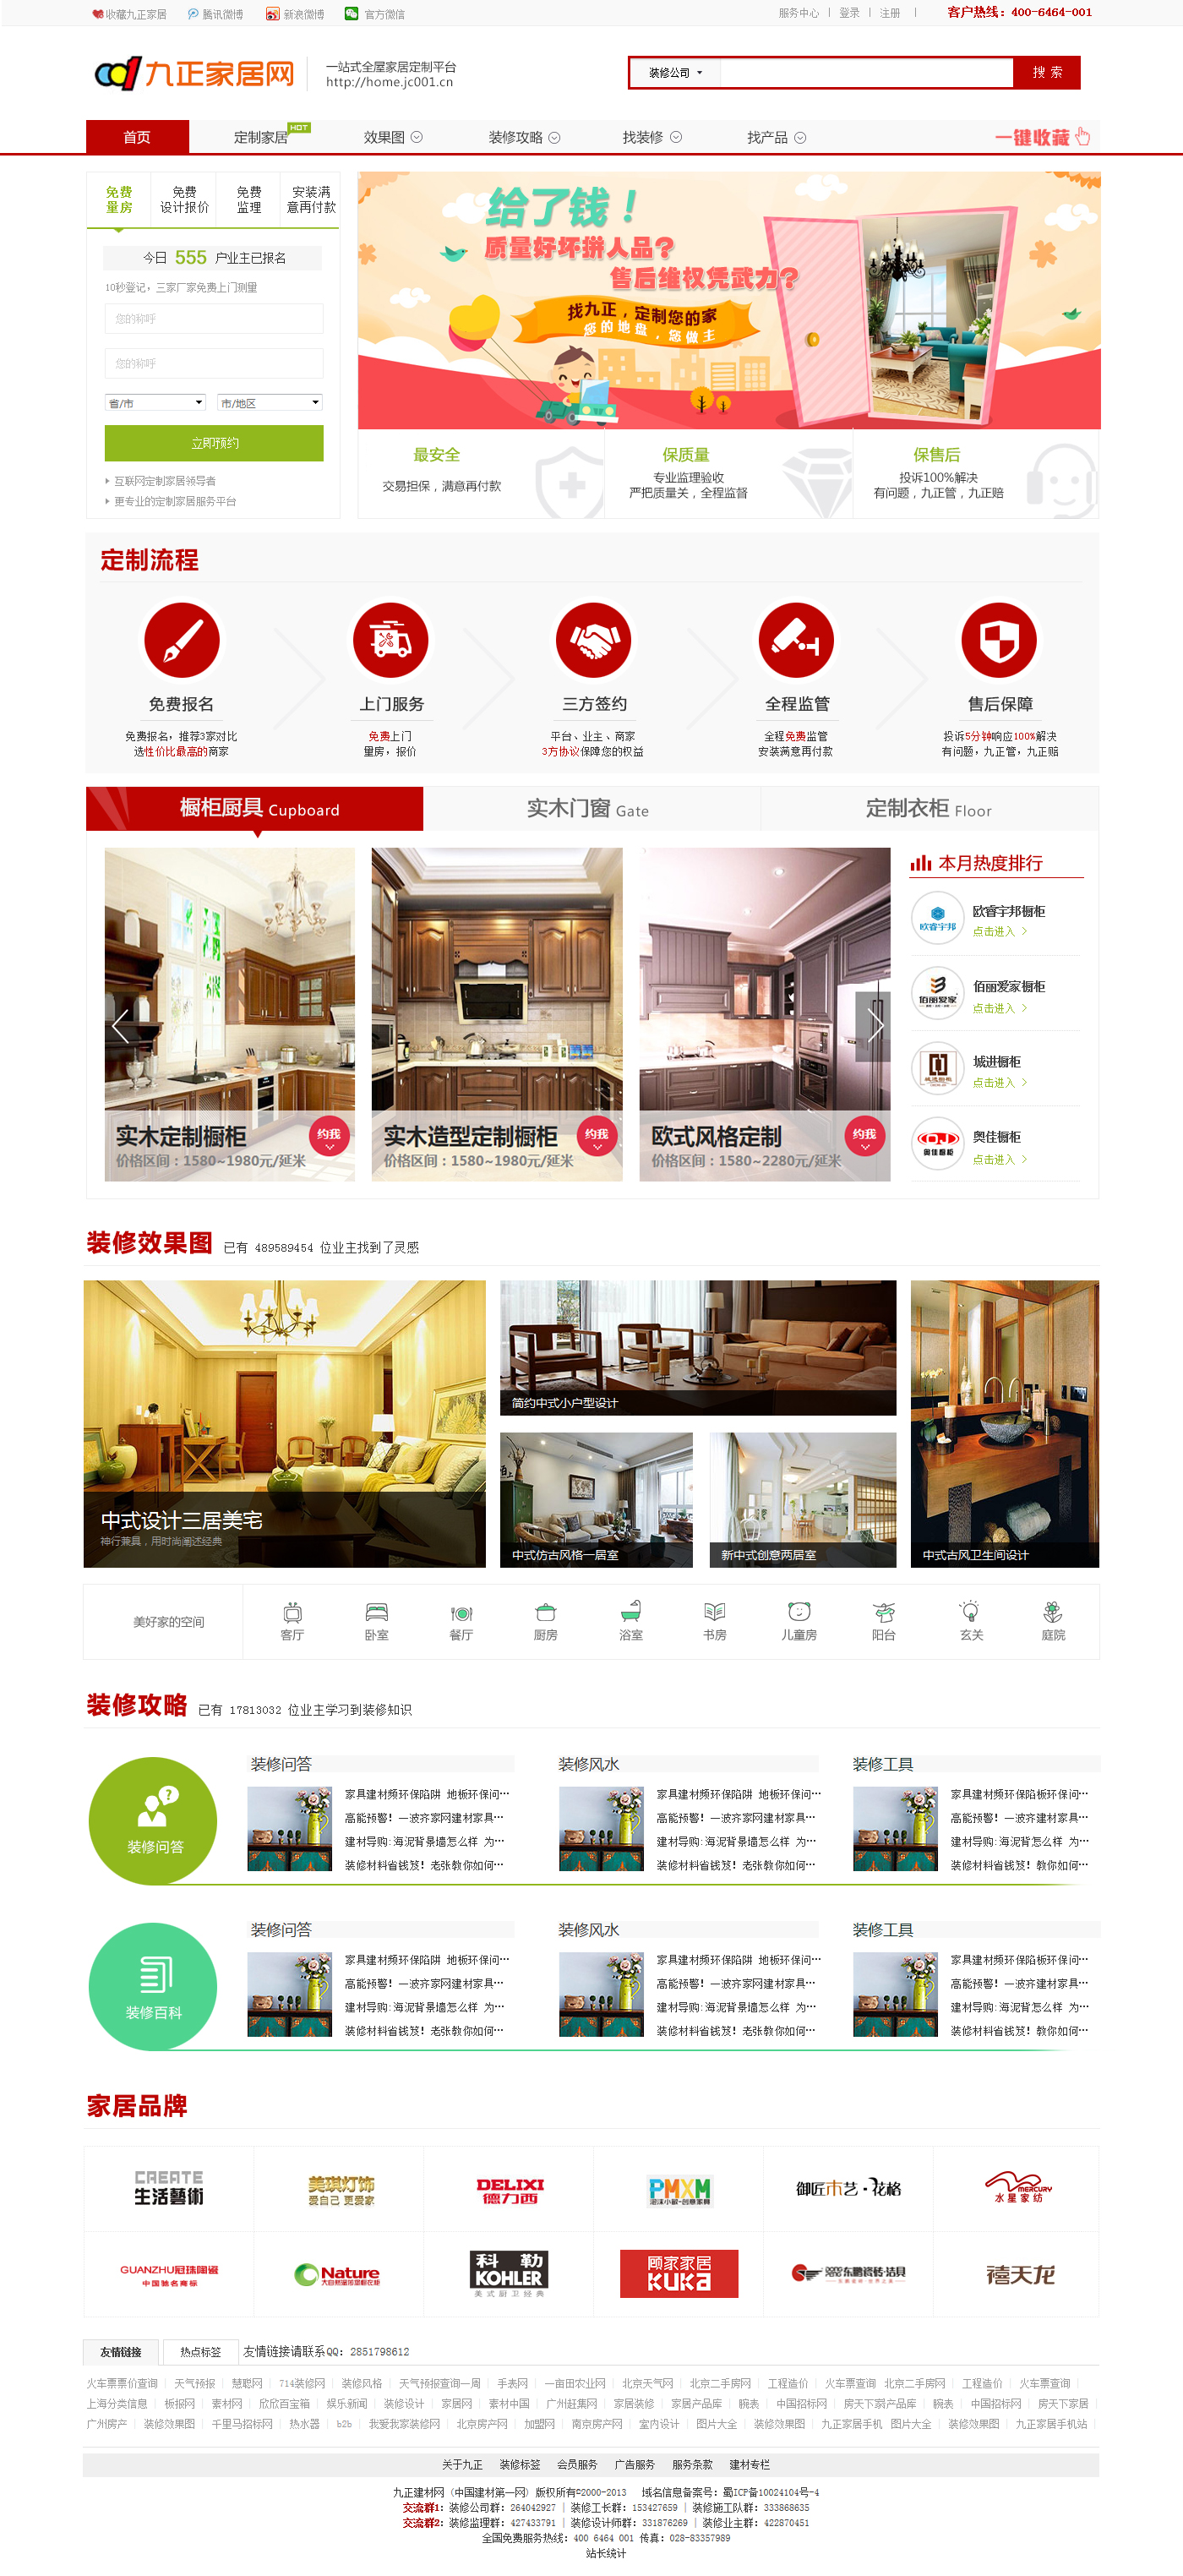 收藏九正家居 腾讯微博 新浪微博 官方微信 服务中心 | 登录 | 注册 | 客户热线：400-6464-001
九正家居网 一站式全屋家居定制平台
http://home.jc001.cn
装修公司 搜 索
首页 定制家居 HOT 效果图 装修攻略 找装修 找产品 一键收藏
免费量房 免费设计报价 免费监理 安装满意再付款
今日 555 户业主已报名
10秒登记，三家厂家免费上门测量
您的称呼
您的称呼
省/市 市/地区
立即预约
互联网定制家居领导者
更专业的定制家居服务平台
给了钱！
质量好坏拼人品？
售后维权凭武力？
找九正，定制您的家
您的地盘，您做主
最安全 保质量 保售后
交易担保，满意再付款
专业监理验收
严把质量关，全程监督
投诉100%解决
有问题，九正管，九正赔
定制流程
免费报名 上门服务 三方签约 全程监管 售后保障
免费报名，推荐3家对比
选性价比最高的商家
免费上门
量房，报价
平台、业主、商家
3方协议保障您的权益
全程免费监管
安装满意再付款
投诉5分钟响应100%解决
有问题，九正管，九正赔
橱柜厨具 Cupboard 实木门窗 Gate 定制衣柜 Floor
实木定制橱柜
价格区间：1580~1980元/延米
约我
实木造型定制橱柜
价格区间：1580~1980元/延米
约我
欧式风格定制
价格区间：1580~2280元/延米
约我
本月热度排行
欧睿宇邦
欧睿宇邦橱柜
点击进入
佰丽爱家
佰丽爱家橱柜
点击进入
城进橱柜
点击进入
奥佳橱柜
奥佳橱柜
点击进入
装修效果图 已有 489589454 位业主找到了灵感
中式设计三居美宅
神行兼具，用时尚阐述经典
简约中式小户型设计
中式仿古风格一居室
新中式创意两居室
中式古风卫生间设计
美好家的空间 客厅 卧室 餐厅 厨房 浴室 书房 儿童房 阳台 玄关 庭院
装修攻略 已有 17813032 位业主学习到装修知识
装修问答
装修问答 装修风水 装修工具
家具建材频环保陷阱 地板环保问… 家具建材频环保陷阱 地板环保问… 家具建材频环保陷板环保问…
高能预警！一波齐家网建材家具… 高能预警！一波齐家网建材家具… 高能预警！一波齐建材家具…
建材导购:海泥背景墙怎么样 为… 建材导购:海泥背景墙怎么样 为… 建材导购:海泥背怎么样 为…
装修材料省钱笈！老张教你如何… 装修材料省钱笈！老张教你如何… 装修材料省钱笈！教你如何…
装修百科
装修问答 装修风水 装修工具
家具建材频环保陷阱 地板环保问… 家具建材频环保陷阱 地板环保问… 家具建材频环保陷板环保问…
高能预警！一波齐家网建材家具… 高能预警！一波齐家网建材家具… 高能预警！一波齐建材家具…
建材导购:海泥背景墙怎么样 为… 建材导购:海泥背景墙怎么样 为… 建材导购:海泥背怎么样 为…
装修材料省钱笈！老张教你如何… 装修材料省钱笈！老张教你如何… 装修材料省钱笈！教你如何…
家居品牌
CREATE
生活藝術
美琪灯饰
爱自己 更爱家
DELIXI
德力西
PMXM
御匠木艺·花格
MERCURY
水星家纺
GUANZHU冠珠陶瓷
中国驰名商标
Nature
科勒
KOHLER
美式厨卫经典
顾家家居
KUKa
东鹏瓷砖·洁具
禧天龙
友情链接 热点标签 友情链接请联系QQ：2851798612
火车票票价查询 | 天气预报 | 慧聪网 | 714装修网 | 装修风格 | 天气预报查询一周 | 手表网 | 一亩田农业网 | 北京天气网 | 北京二手房网 | 工程造价 | 火车票查询 北京二手房网 | 工程造价 | 火车票查询 |
上海分类信息 | 板报网 | 素材网 | 欣欣百宝箱 | 娱乐新闻 | 装修设计 | 家居网 | 素材中国 | 广州赶集网 | 家居装修 | 家居产品库 | 腕表 | 中国招标网 | 房天下家|产品库 | 腕表 | 中国招标网 | 房天下家居 |
广州房产 | 装修效果图 | 千里马招标网 | 热水器 | b2b | 我爱我家装修网 | 北京房产网 | 加盟网 | 南京房产网 | 室内设计 | 图片大全 | 装修效果图 | 九正家居手机 图片大全 | 装修效果图 | 九正家居手机站 |
关于九正 装修标签 会员服务 广告服务 服务条款 建材专栏
九正建材网（中国建材第一网）版权所有©2000-2013 域名信息备案号：蜀ICP备10024104号-4
交流群1：装修公司群：264042927 | 装修工长群：153427659 | 装修施工队群：333868635
交流群2：装修监理群：427433791 | 装修设计师群：331876269 | 装修业主群：422870451
全国免费服务热线：400 6464 001 传真：028-83357989
站长统计